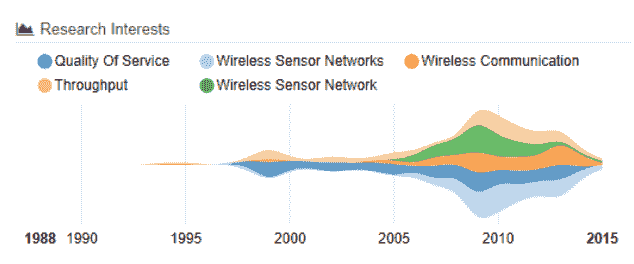 Research Interests
Quality Of Service Wireless Sensor Networks Wireless Communication
Throughput Wireless Sensor Network
1988 1990 1995 2000 2005 2010 2015